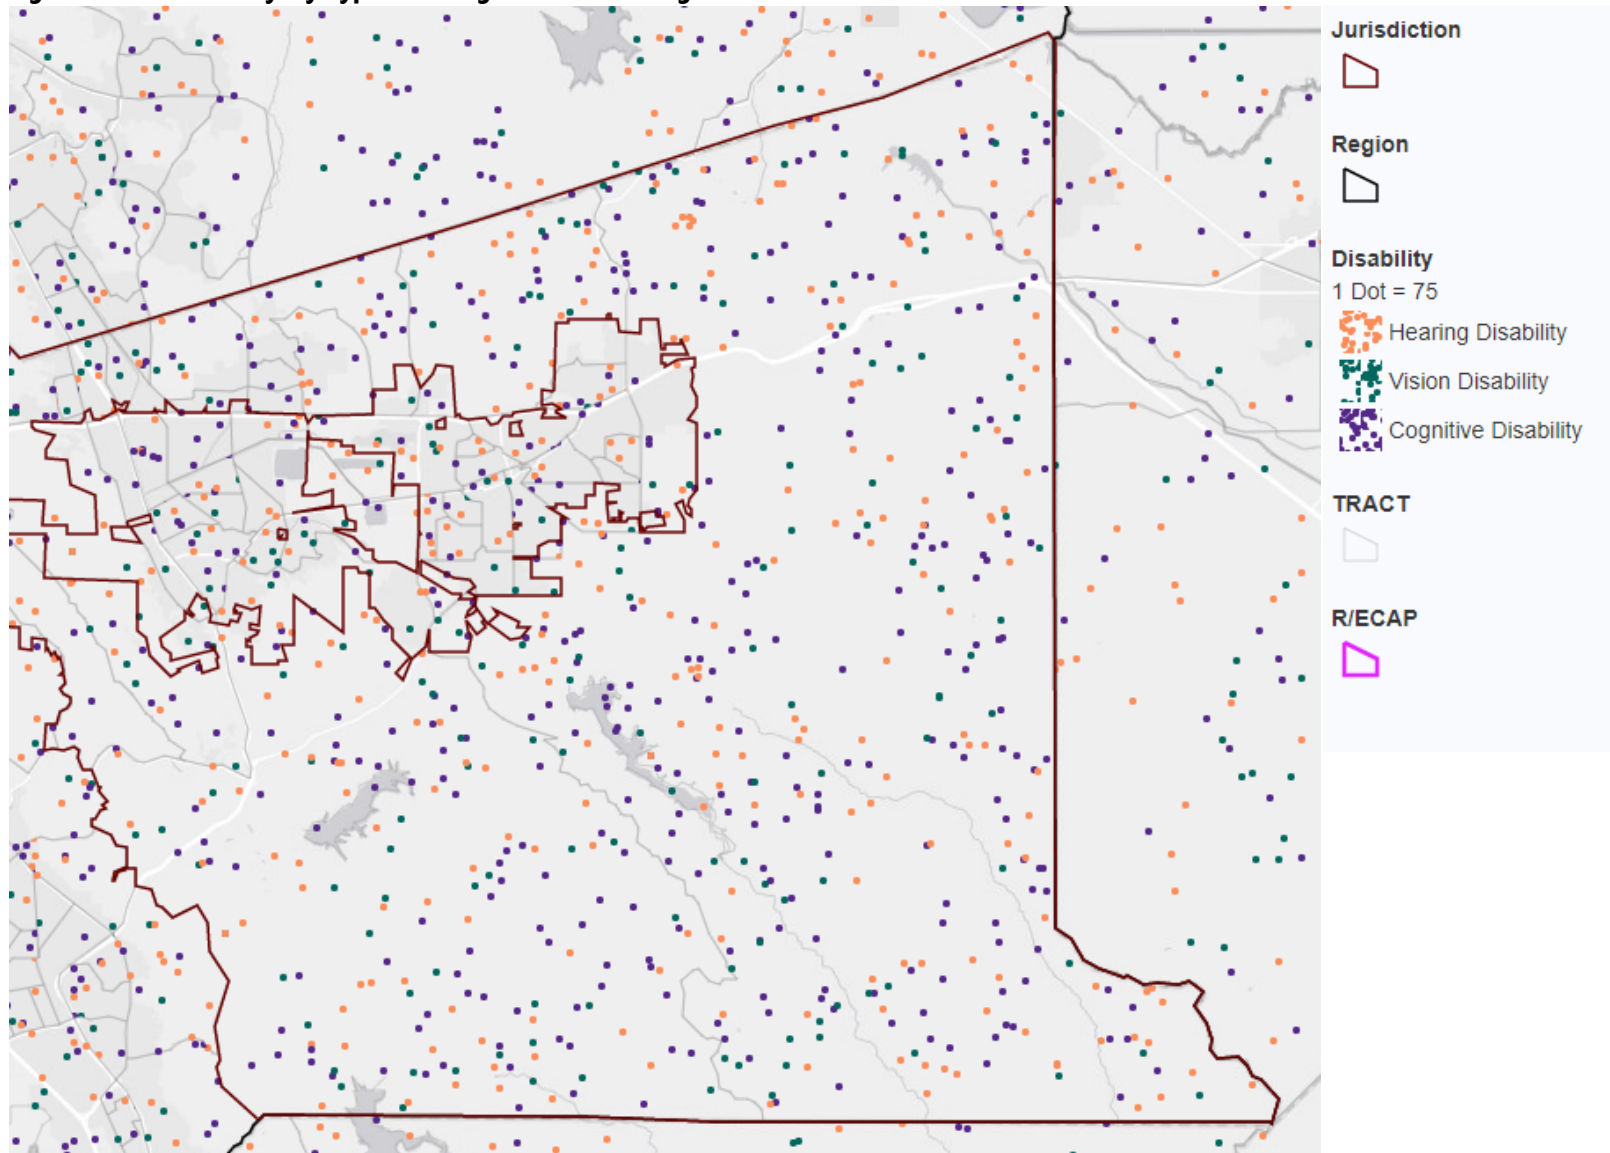 Jurisdiction
Region
Disability
1 Dot = 75
Hearing Disability
Vision Disability
Cognitive Disability
TRACT
R/ECAP